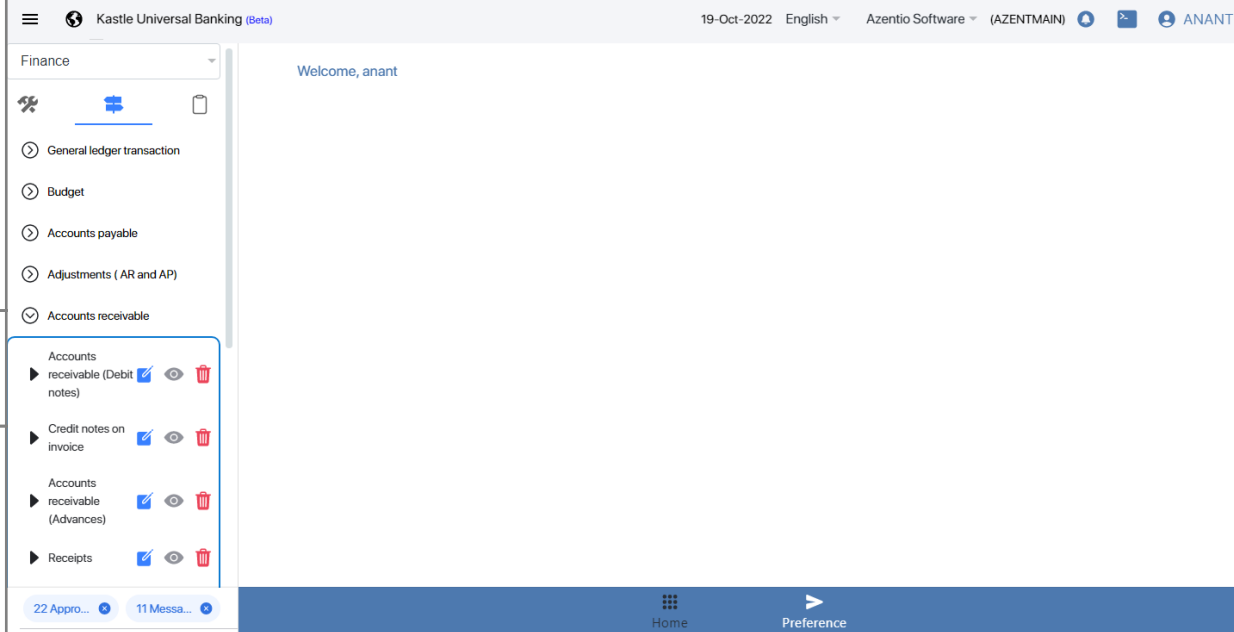 Kastle Universal Banking (Beta)
19-Oct-2022 English Azentio Software (AZENTMAIN) ANANT
Finance
Welcome, anant
General ledger transaction
Budget
Accounts payable
Adjustments ( AR and AP)
Accounts receivable
Accounts
receivable (Debit
notes)
Credit notes on
invoice
Accounts
receivable
(Advances)
Receipts
22 Appro...
11 Messa...
Home
Preference